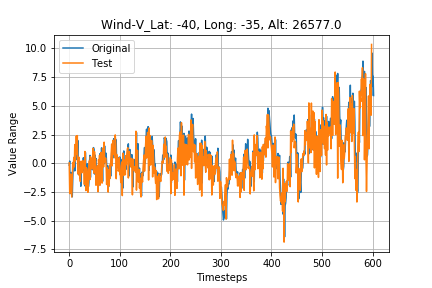 Wind-V_Lat: -40, Long: -35, Alt: 26577.0
Original
Test
10.0
7.5
5.0
2.5
0.0
−2.5
−5.0
−7.5
Value Range
0 100 200 300 400 500 600
Timesteps